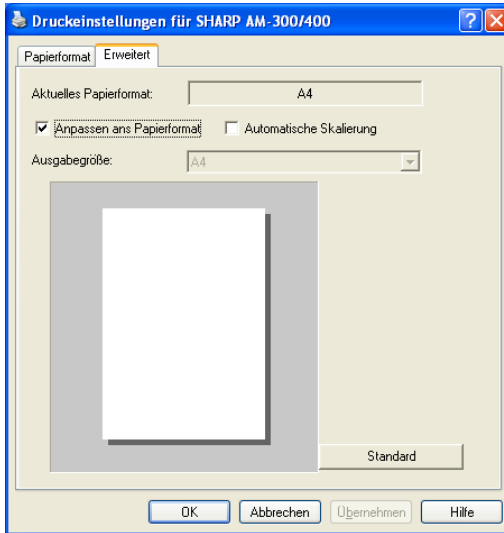 Druckeinstellungen für SHARP AM-300/400
Papierformat Erweitert
Aktuelles Papierformat: A4
Anpassen ans Papierformat Automatische Skalierung
Ausgabegröße: A4
Standard
OK Abbrechen Übernehmen Hilfe